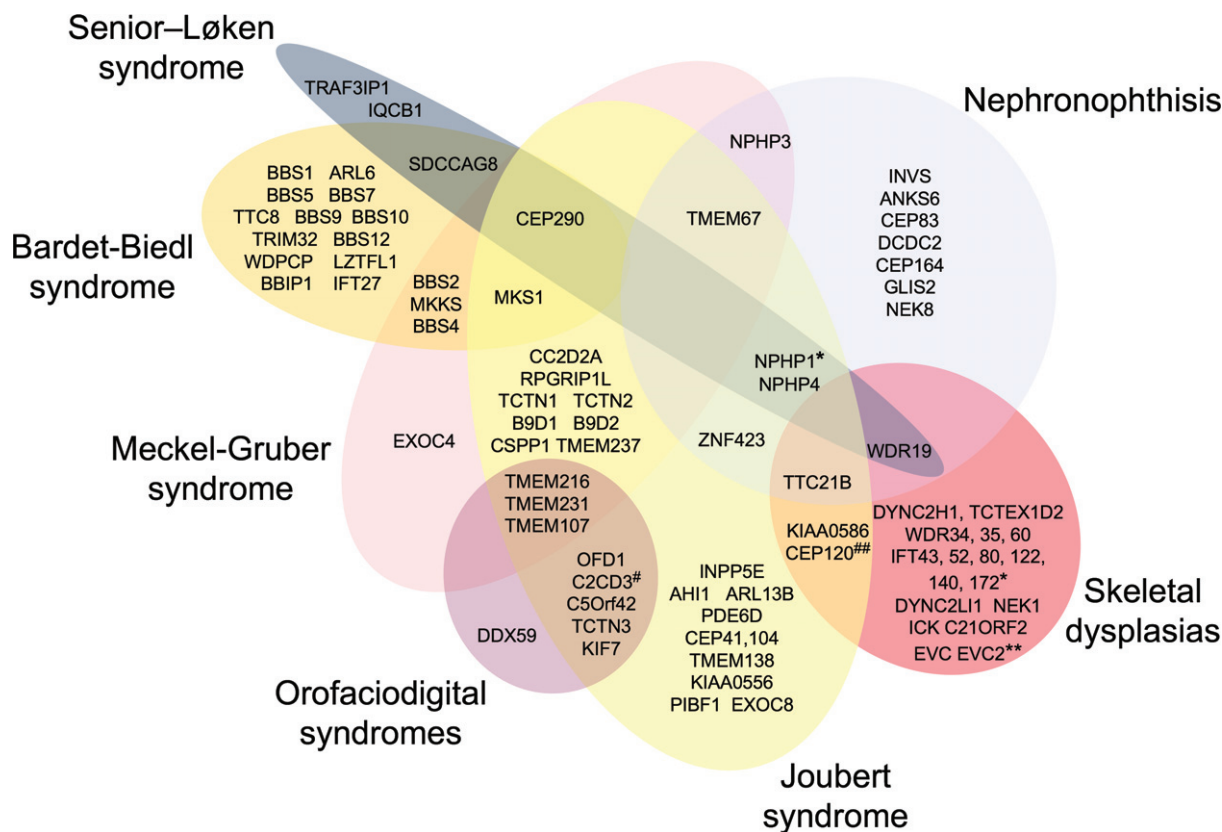 Senior–Løken
syndrome
TRAF3IP1
IQCB1
SDCCAG8
Nephronophthisis
NPHP3
INVS
ANKS6
CEP83
DCDC2
CEP164
GLIS2
NEK8
TMEM67
CEP290
Bardet-Biedl
syndrome
BBS1 ARL6
BBS5 BBS7
TTC8 BBS9 BBS10
TRIM32 BBS12
WDPCP LZTFL1
BBIP1 IFT27
BBS2
MKKS
BBS4
MKS1
CC2D2A
RPGRIP1L
TCTN1 TCTN2
B9D1 B9D2
CSPP1 TMEM237
NPHP1*
NPHP4
ZNF423
WDR19
TTC21B
Meckel-Gruber
syndrome
EXOC4
TMEM216
TMEM231
TMEM107
OFD1
C2CD3#
C5Orf42
TCTN3
KIF7
DDX59
Orofaciodigital
syndromes
KIAA0586
CEP120##
INPP5E
AHI1 ARL13B
PDE6D
CEP41,104
TMEM138
KIAA0556
PIBF1 EXOC8
Joubert
syndrome
DYNC2H1, TCTEX1D2
WDR34, 35, 60
IFT43, 52, 80, 122,
140, 172*
DYNC2LI1 NEK1
ICK C21ORF2
EVC EVC2**
Skeletal
dysplasias